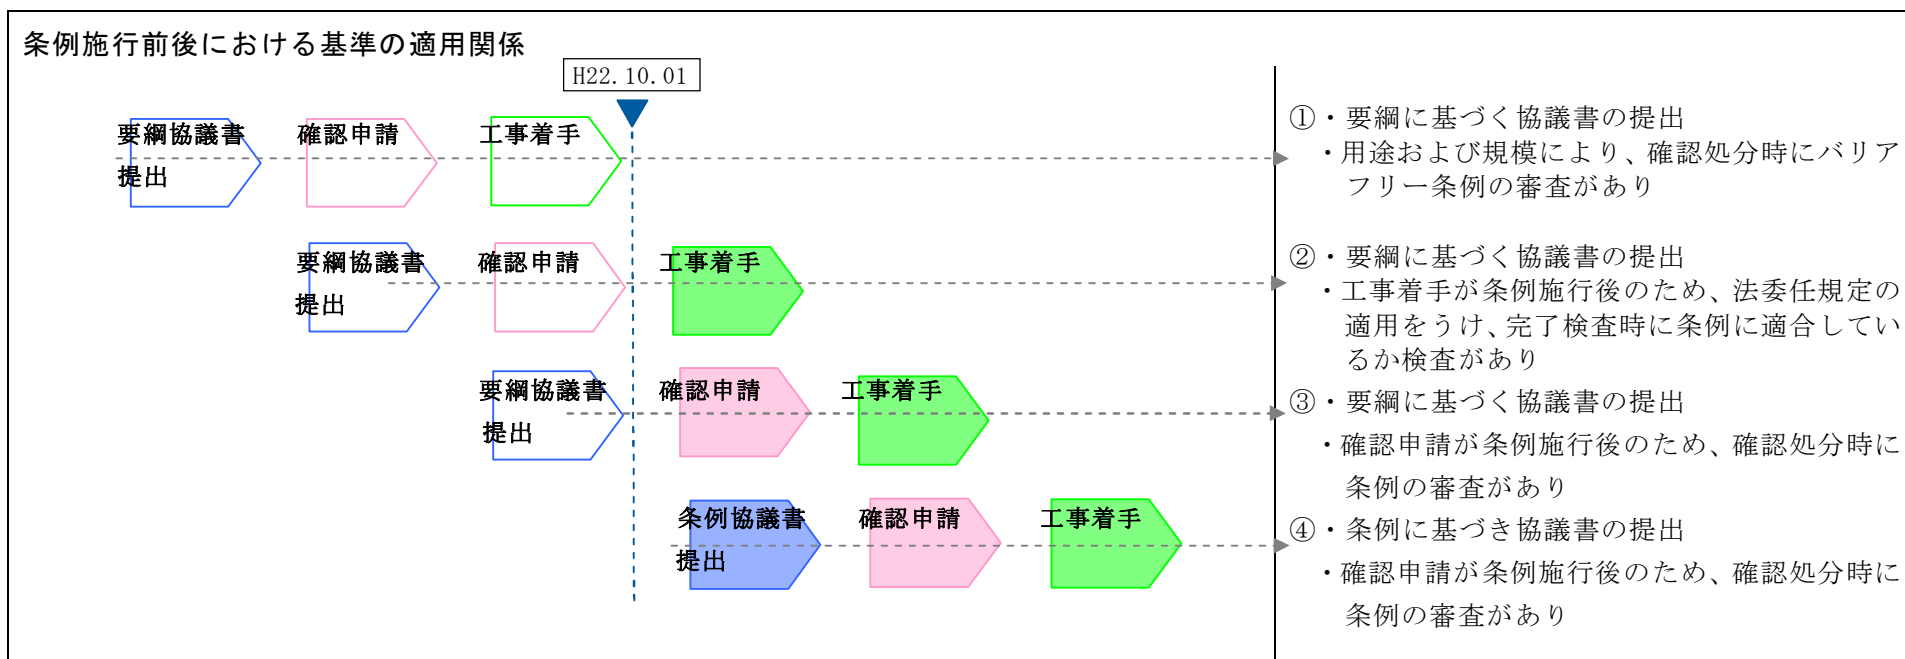 条例施行前後における基準の適用関係
H22.10.01
要綱協議書
提出
確認申請
工事着手
①・要綱に基づく協議書の提出
・用途および規模により、確認処分時にバリア
フリー条例の審査があり
要綱協議書
提出
確認申請
工事着手
②・要綱に基づく協議書の提出
・工事着手が条例施行後のため、法委任規定の
適用をうけ、完了検査時に条例に適合してい
るか検査があり
要綱協議書
提出
確認申請
工事着手
③・要綱に基づく協議書の提出
・確認申請が条例施行後のため、確認処分時に
条例の審査があり
条例協議書
提出
確認申請
工事着手
④・条例に基づき協議書の提出
・確認申請が条例施行後のため、確認処分時に
条例の審査があり